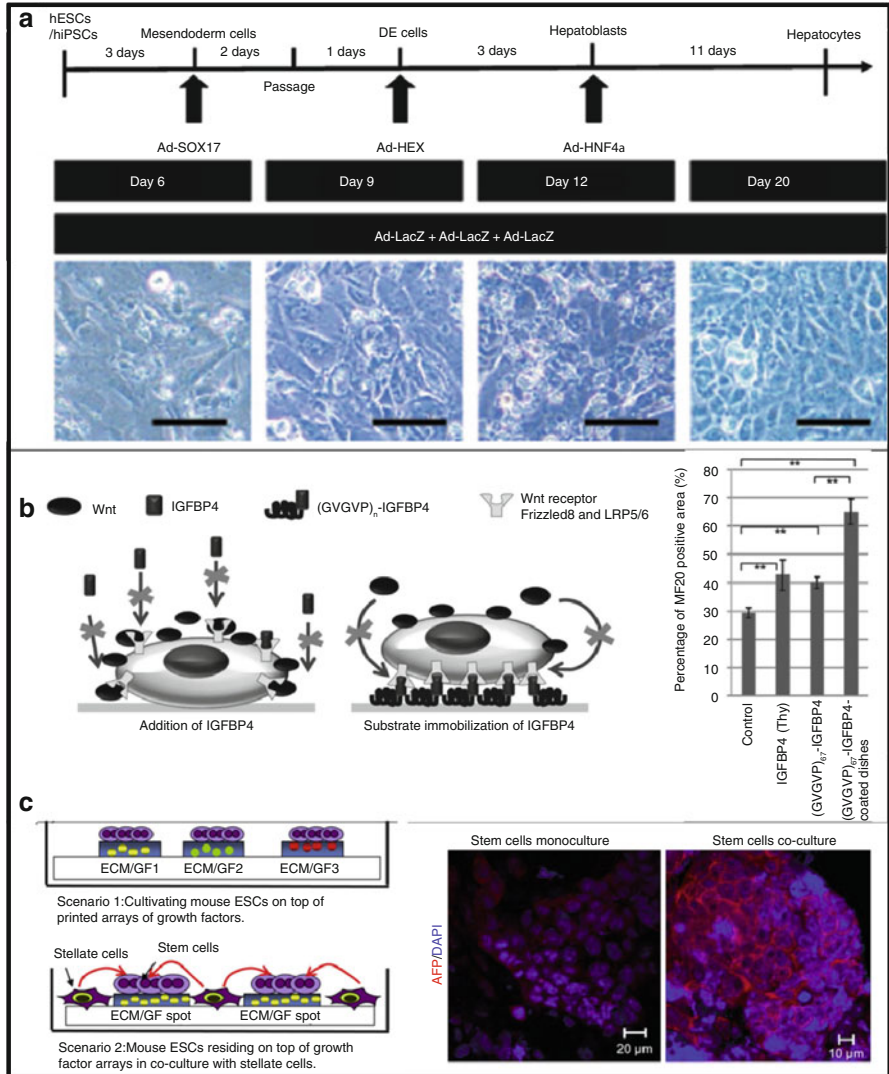 a
hESCs
/hiPSCs
Mesendoderm cells
DE cells
Hepatoblasts
Hepatocytes
3 days
2 days
1 days
3 days
11 days
Passage
Ad-SOX17
Ad-HEX
Ad-HNF4a
Day 6
Day 9
Day 12
Day 20
Ad-LacZ + Ad-LacZ + Ad-LacZ
b
Wnt
IGFBP4
(GVGVP)n-IGFBP4
Wnt receptor
Frizzled8 and LRP5/6
Addition of IGFBP4
Substrate immobilization of IGFBP4
Percentage of MF20 positive area (%)
80
70
60
50
40
30
20
10
0
**
**
**
**
Control
IGFBP4 (Thy)
(GVGVP)67-IGFBP4
(GVGVP)67-IGFBP4-
coated dishes
c
ECM/GF1
ECM/GF2
ECM/GF3
Scenario 1:Cultivating mouse ESCs on top of
printed arrays of growth factors.
Stellate cells
Stem cells
ECM/GF spot
ECM/GF spot
Scenario 2:Mouse ESCs residing on top of growth
factor arrays in co-culture with stellate cells.
Stem cells monoculture
Stem cells co-culture
AFP/DAPI
20 µm
10 µm